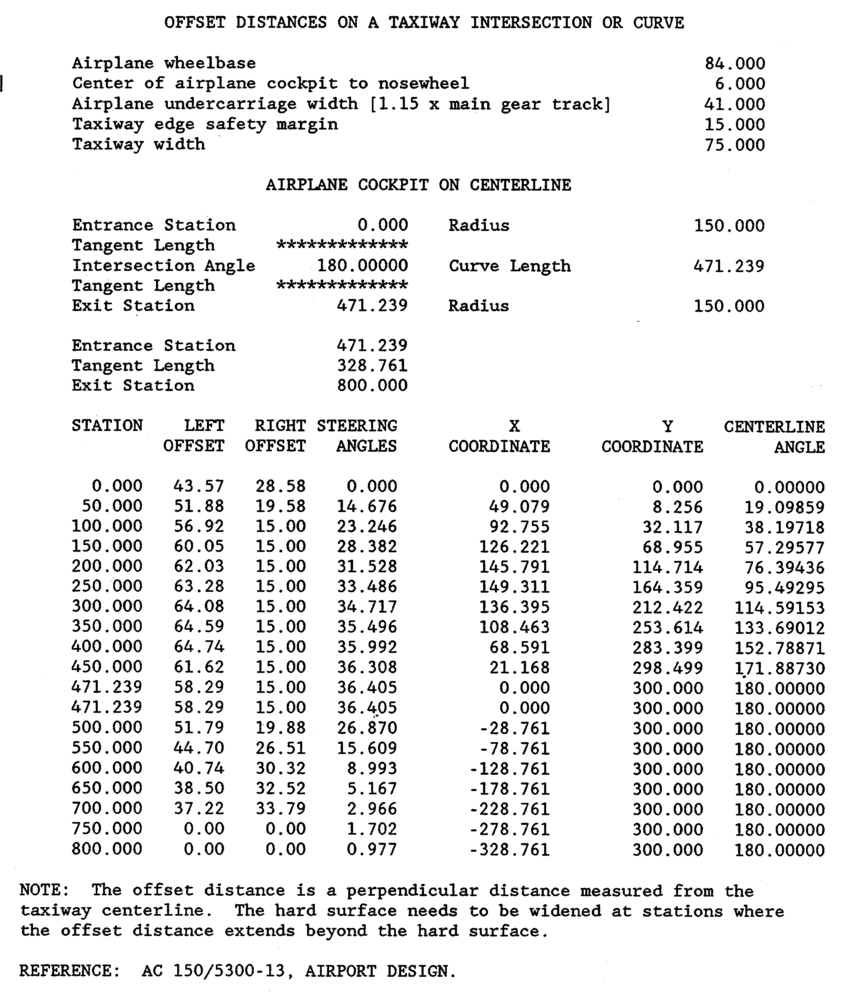 OFFSET DISTANCES ON A TAXIWAY INTERSECTION OR CURVE
Airplane wheelbase 84.000
Center of airplane cockpit to nosewheel 6.000
Airplane undercarriage width [1.15 x main gear track] 41.000
Taxiway edge safety margin 15.000
Taxiway width 75.000
AIRPLANE COCKPIT ON CENTERLINE
Entrance Station 0.000 Radius 150.000
Tangent Length *************
Intersection Angle 180.00000 Curve Length 471.239
Tangent Length *************
Exit Station 471.239 Radius 150.000
Entrance Station 471.239
Tangent Length 328.761
Exit Station 800.000
STATION LEFT RIGHT STEERING X Y CENTERLINE
OFFSET OFFSET ANGLES COORDINATE COORDINATE ANGLE
0.000 43.57 28.58 0.000 0.000 0.000 0.00000
50.000 51.88 19.58 14.676 49.079 8.256 19.09859
100.000 56.92 15.00 23.246 92.755 32.117 38.19718
150.000 60.05 15.00 28.382 126.221 68.955 57.29577
200.000 62.03 15.00 31.528 145.791 114.714 76.39436
250.000 63.28 15.00 33.486 149.311 164.359 95.49295
300.000 64.08 15.00 34.717 136.395 212.422 114.59153
350.000 64.59 15.00 35.496 108.463 253.614 133.69012
400.000 64.74 15.00 35.992 68.591 283.399 152.78871
450.000 61.62 15.00 36.308 21.168 298.499 171.88730
471.239 58.29 15.00 36.405 0.000 300.000 180.00000
471.239 58.29 15.00 36.405 0.000 300.000 180.00000
500.000 51.79 19.88 26.870 -28.761 300.000 180.00000
550.000 44.70 26.51 15.609 -78.761 300.000 180.00000
600.000 40.74 30.32 8.993 -128.761 300.000 180.00000
650.000 38.50 32.52 5.167 -178.761 300.000 180.00000
700.000 37.22 33.79 2.966 -228.761 300.000 180.00000
750.000 0.00 0.00 1.702 -278.761 300.000 180.00000
800.000 0.00 0.00 0.977 -328.761 300.000 180.00000
NOTE: The offset distance is a perpendicular distance measured from the
taxiway centerline. The hard surface needs to be widened at stations where
the offset distance extends beyond the hard surface.
REFERENCE: AC 150/5300-13, AIRPORT DESIGN.